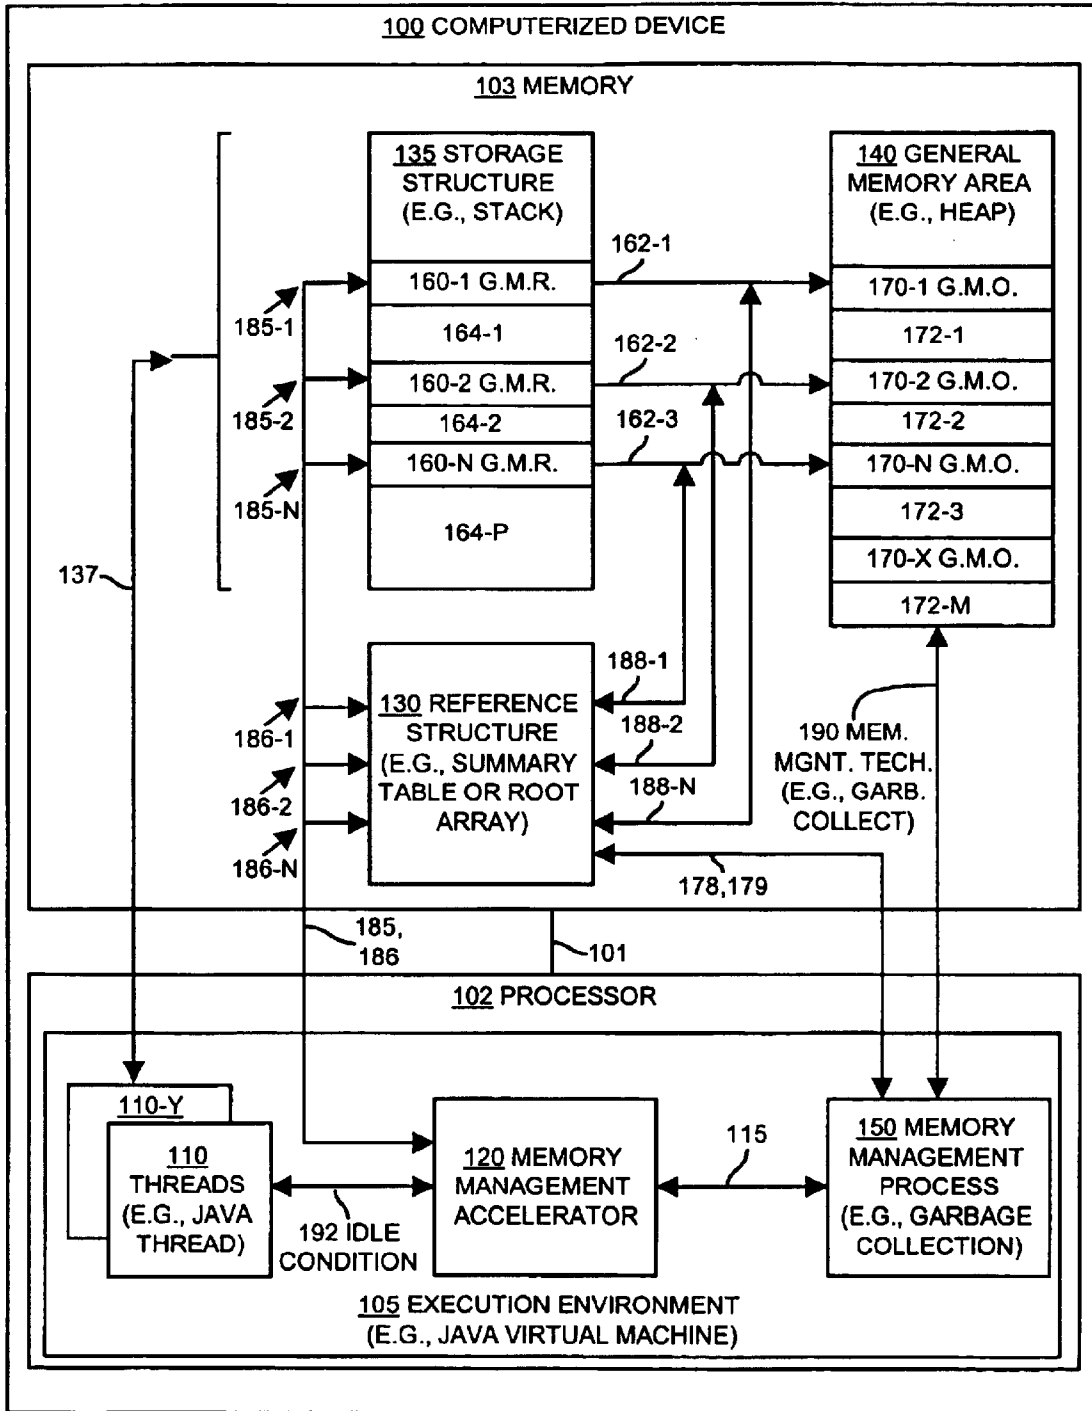 100 COMPUTERIZED DEVICE
103 MEMORY
135 STORAGE
STRUCTURE
(E.G., STACK)
140 GENERAL
MEMORY AREA
(E.G., HEAP)
162-1
160-1 G.M.R.
170-1 G.M.O.
185-1
164-1
172-1
162-2
160-2 G.M.R.
170-2 G.M.O.
185-2
164-2
172-2
162-3
160-N G.M.R.
170-N G.M.O.
185-N
164-P
172-3
170-X G.M.O.
137
172-M
188-1
130 REFERENCE
STRUCTURE
(E.G., SUMMARY
TABLE OR ROOT
ARRAY)
186-1
188-2
186-2
188-N
186-N
190 MEM.
MGNT. TECH.
(E.G., GARB.
COLLECT)
178,179
185,
186
101
102 PROCESSOR
110-Y
110
THREADS
(E.G., JAVA
THREAD)
192 IDLE
CONDITION
120 MEMORY
MANAGEMENT
ACCELERATOR
115
150 MEMORY
MANAGEMENT
PROCESS
(E.G., GARBAGE
COLLECTION)
105 EXECUTION ENVIRONMENT
(E.G., JAVA VIRTUAL MACHINE)